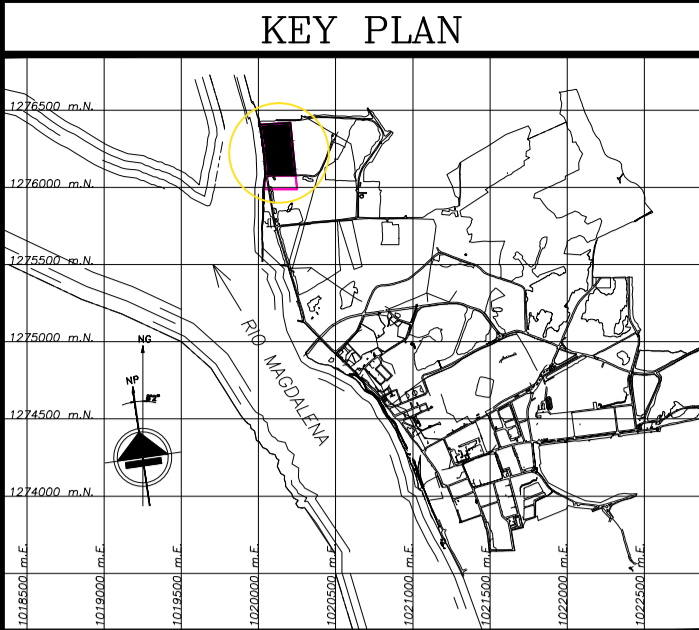 KEY PLAN
1276500 m.N.
1276000 m.N.
1275500 m.N.
1275000 m.N.
1274500 m.N.
1274000 m.N.
RIO MAGDALENA
NG
NP
1018500 m.E.
1019000 m.E.
1019500 m.E.
1020000 m.E.
1020500 m.E.
1021000 m.E.
1021500 m.E.
1022000 m.E.
1022500 m.E.